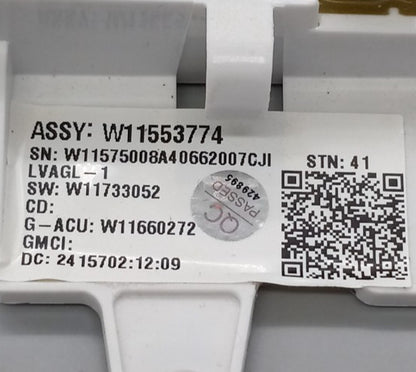 ASSY: W11553774
SN: W11575008A40662007CJI
LVAGL-1
SW: W11733052
CD:
G-ACU: W11660272
GMCI:
DC: 2415702:12:09
STN: 41
QC
PASSED
429895